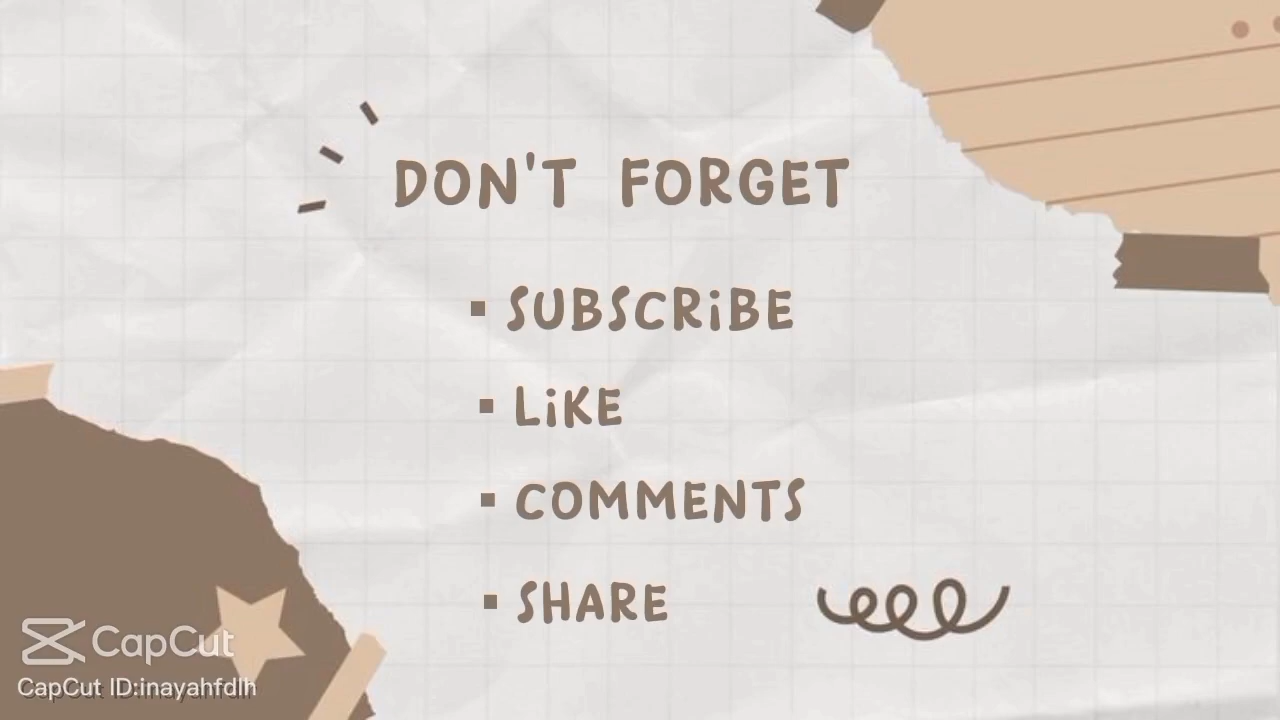 DON'T FORGET
▪ SUBSCRiBE
▪ LiKE
▪ COMMENTS
▪ SHARE
CapCut
CapCut ID:inayahfdlh